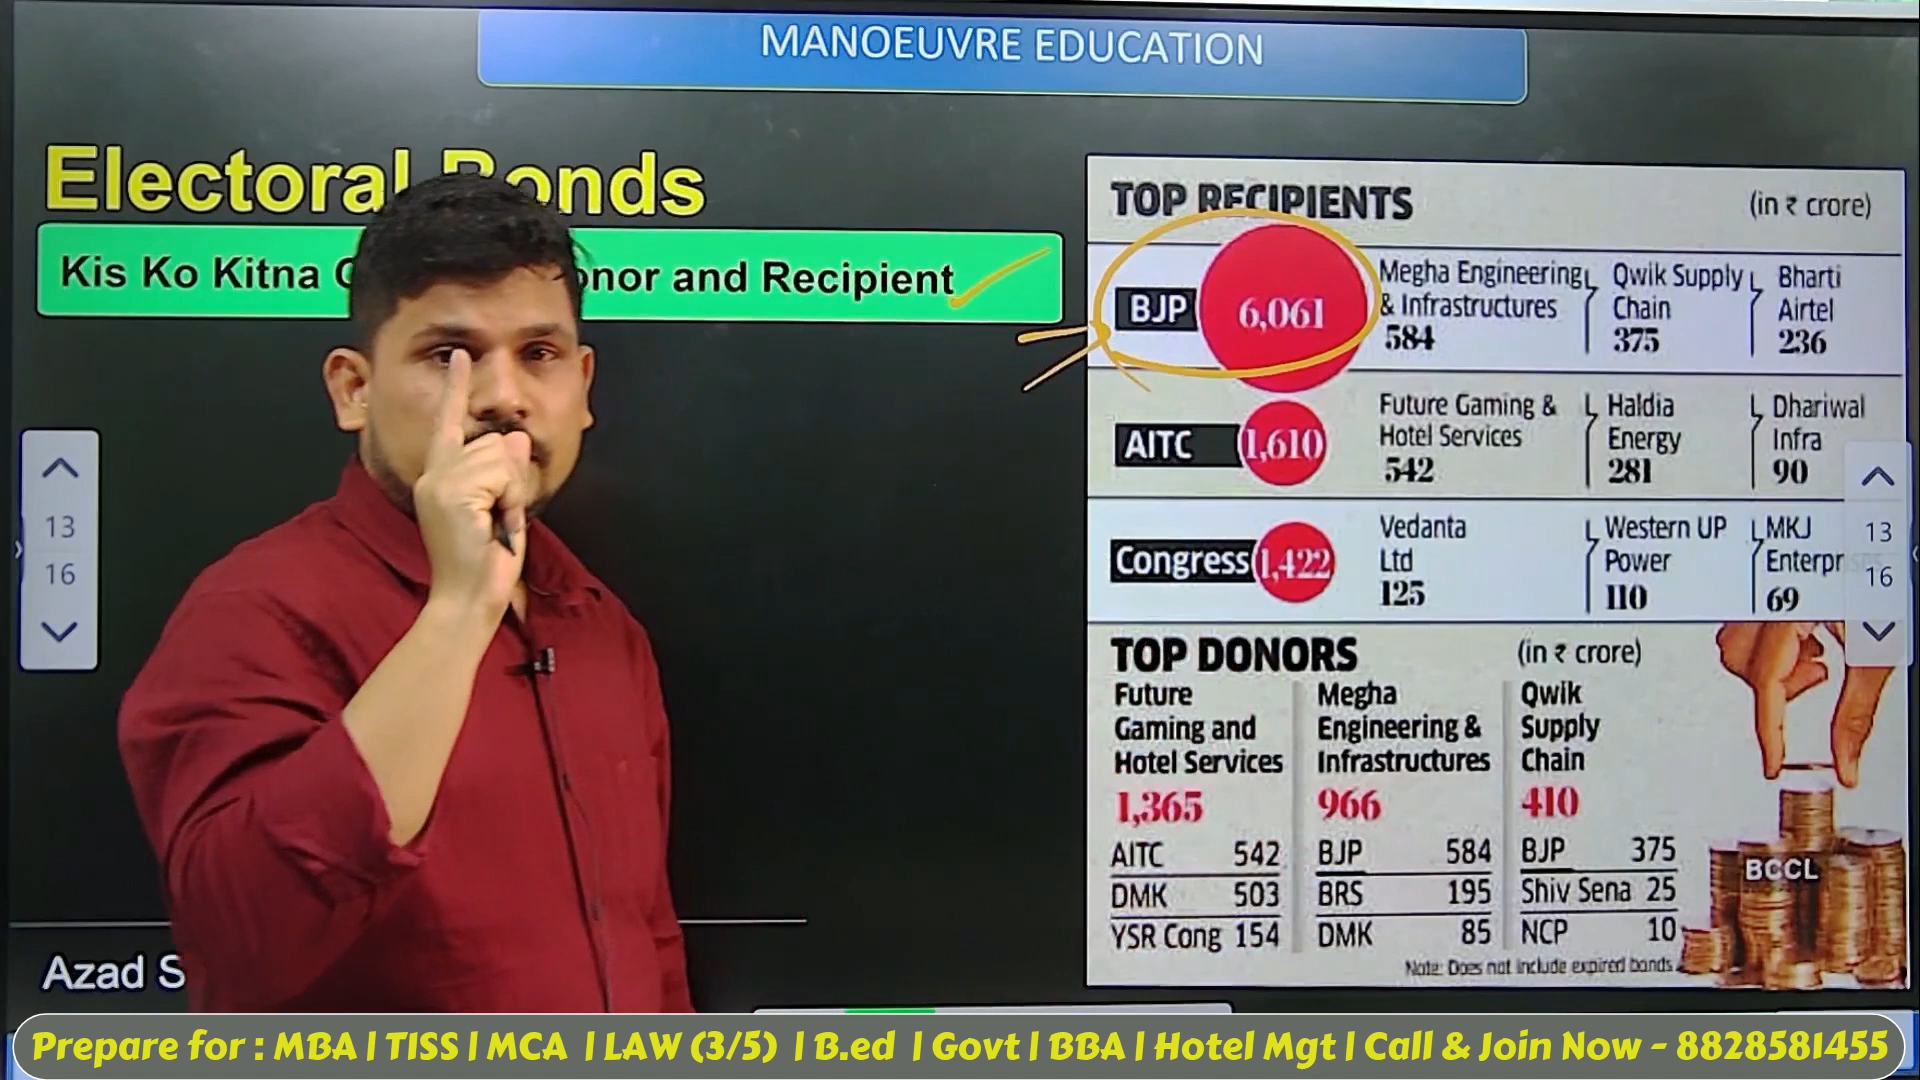 MANOEUVRE EDUCATION
Electoral Bonds
Kis Ko Kitna onor and Recipient
13
16
Azad S
TOP RECIPIENTS (in ₹ crore)
BJP 6,061
Megha Engineering & Infrastructures 584
Qwik Supply Chain 375
Bharti Airtel 236
AITC 1,610
Future Gaming & Hotel Services 542
Haldia Energy 281
Dhariwal Infra 90
Congress 1,422
Vedanta Ltd 125
Western UP Power 110
MKJ Enterpr 69
13
16
TOP DONORS (in ₹ crore)
Future Gaming and Hotel Services
1,365
AITC 542
DMK 503
YSR Cong 154
Megha Engineering & Infrastructures
966
BJP 584
BRS 195
DMK 85
Qwik Supply Chain
410
BJP 375
Shiv Sena 25
NCP 10
BCCL
Note: Does not include expired bonds
Prepare for : MBA | TISS | MCA | LAW (3/5) | B.ed | Govt | BBA | Hotel Mgt | Call & Join Now - 8828581455